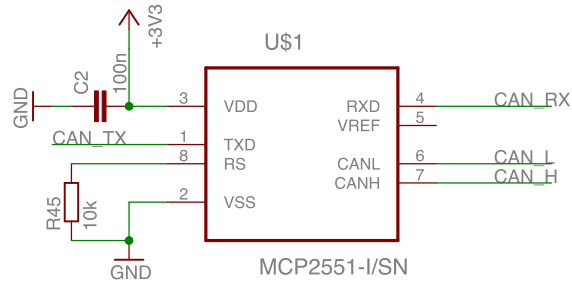 +3V3
U$1
C2
100n
GND
3 VDD RXD 4 CAN_RX
VREF 5
CAN_TX 1 TXD
8 RS CANL 6 CAN_L
CANH 7 CAN_H
R45
10k
2 VSS
GND
MCP2551-I/SN